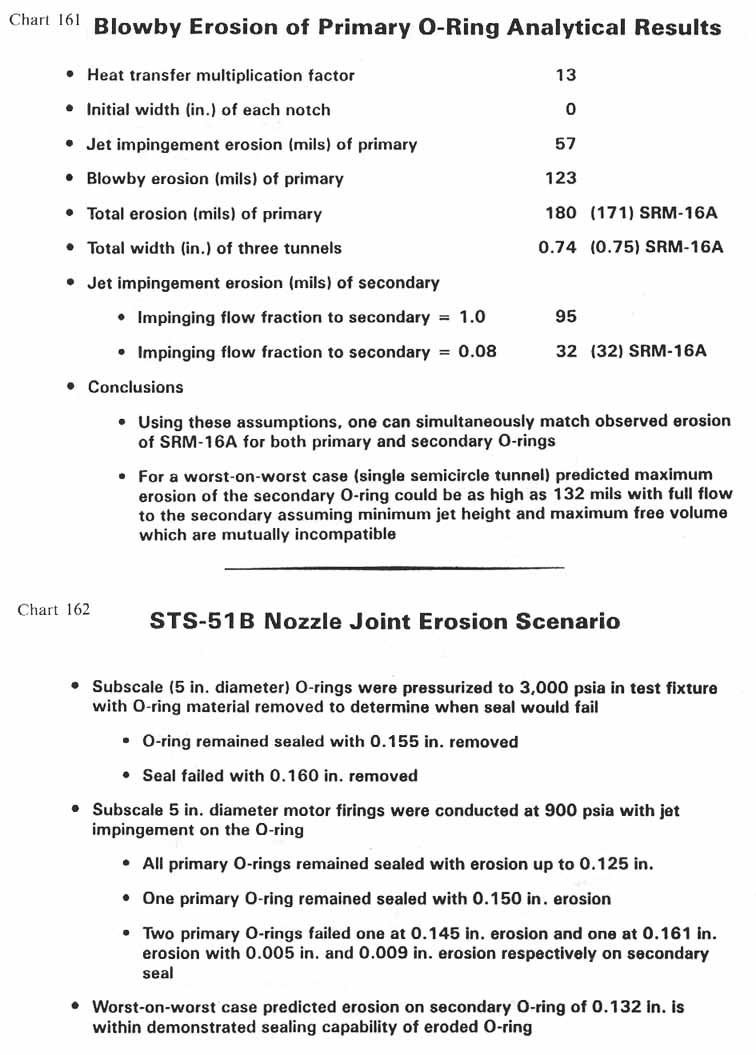 Chart 161 Blowby Erosion of Primary O-Ring Analytical Results
• Heat transfer multiplication factor 13
• Initial width (in.) of each notch 0
• Jet impingement erosion (mils) of primary 57
• Blowby erosion (mils) of primary 123
• Total erosion (mils) of primary 180 (171) SRM-16A
• Total width (in.) of three tunnels 0.74 (0.75) SRM-16A
• Jet impingement erosion (mils) of secondary
• Impinging flow fraction to secondary = 1.0 95
• Impinging flow fraction to secondary = 0.08 32 (32) SRM-16A
• Conclusions
• Using these assumptions, one can simultaneously match observed erosion
of SRM-16A for both primary and secondary O-rings
• For a worst-on-worst case (single semicircle tunnel) predicted maximum
erosion of the secondary O-ring could be as high as 132 mils with full flow
to the secondary assuming minimum jet height and maximum free volume
which are mutually incompatible
Chart 162 STS-51B Nozzle Joint Erosion Scenario
• Subscale (5 in. diameter) O-rings were pressurized to 3,000 psia in test fixture
with O-ring material removed to determine when seal would fail
• O-ring remained sealed with 0.155 in. removed
• Seal failed with 0.160 in. removed
• Subscale 5 in. diameter motor firings were conducted at 900 psia with jet
impingement on the O-ring
• All primary O-rings remained sealed with erosion up to 0.125 in.
• One primary O-ring remained sealed with 0.150 in. erosion
• Two primary O-rings failed one at 0.145 in. erosion and one at 0.161 in.
erosion with 0.005 in. and 0.009 in. erosion respectively on secondary
seal
• Worst-on-worst case predicted erosion on secondary O-ring of 0.132 in. is
within demonstrated sealing capability of eroded O-ring